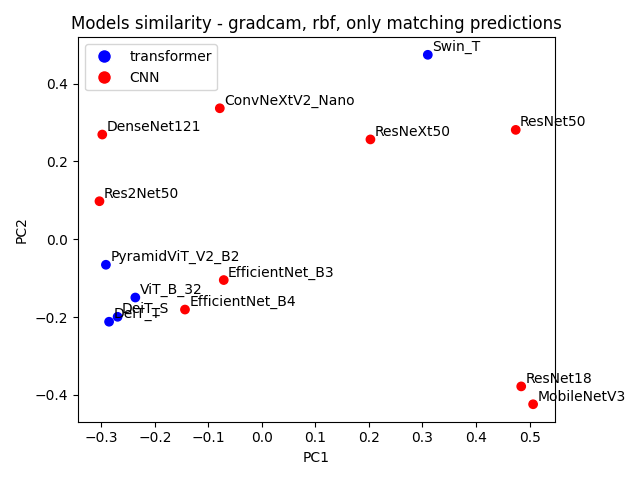 Models similarity - gradcam, rbf, only matching predictions
transformer
CNN
Swin_T
ConvNeXtV2_Nano
DenseNet121
ResNeXt50
ResNet50
Res2Net50
PyramidViT_V2_B2
EfficientNet_B3
ViT_B_32
EfficientNet_B4
DeiT_S
DeiT_T
ResNet18
MobileNetV3
0.4
0.2
0.0
−0.2
−0.4
PC2
−0.3 −0.2 −0.1 0.0 0.1 0.2 0.3 0.4 0.5
PC1